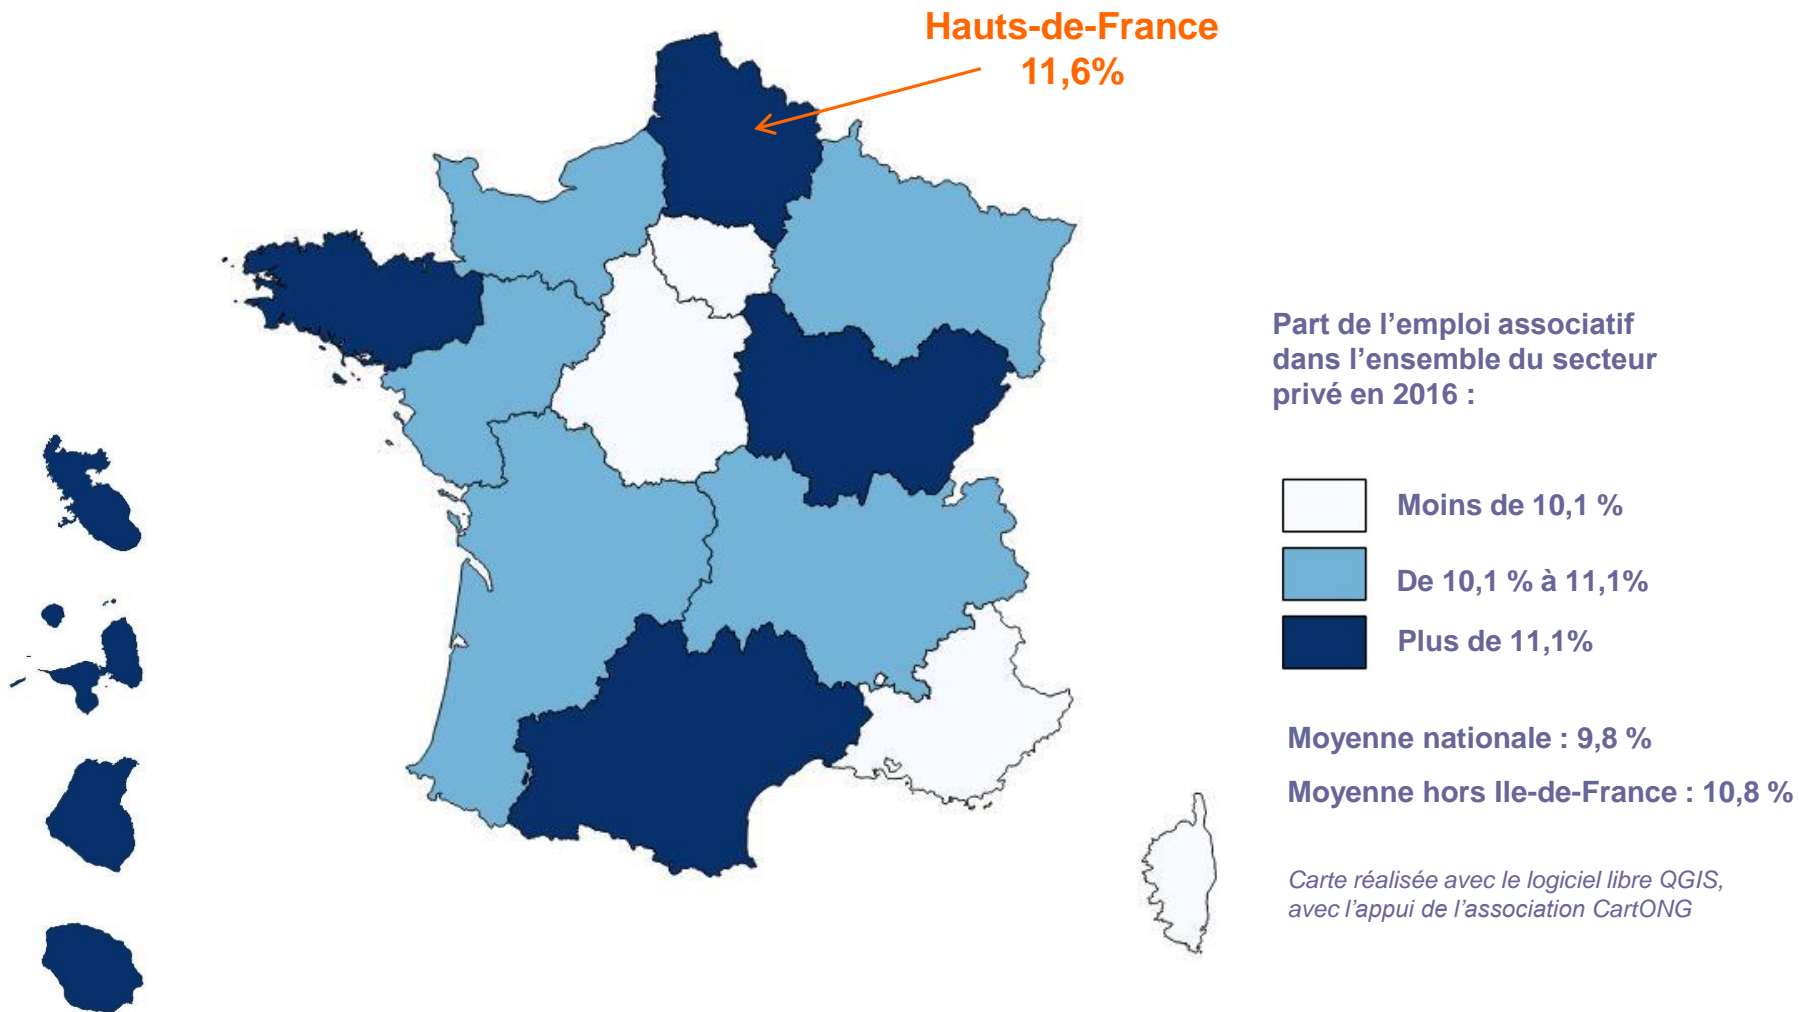 Hauts-de-France
11,6%
Part de l’emploi associatif
dans l’ensemble du secteur
privé en 2016 :
Moins de 10,1 %
De 10,1 % à 11,1%
Plus de 11,1%
Moyenne nationale : 9,8 %
Moyenne hors Ile-de-France : 10,8 %
Carte réalisée avec le logiciel libre QGIS,
avec l’appui de l’association CartONG